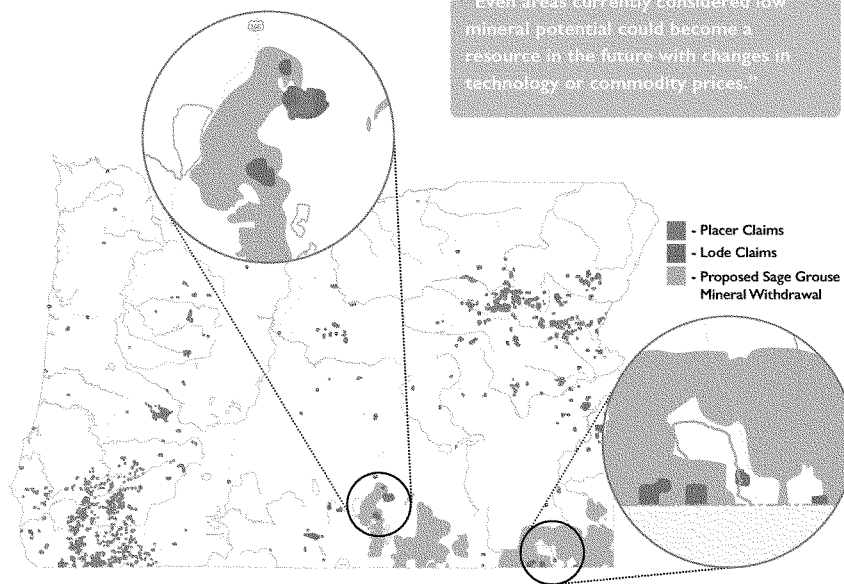 "Even areas currently considered low
mineral potential could become a
resource in the future with changes in
technology or commodity prices."
- Placer Claims
- Lode Claims
- Proposed Sage Grouse
Mineral Withdrawal